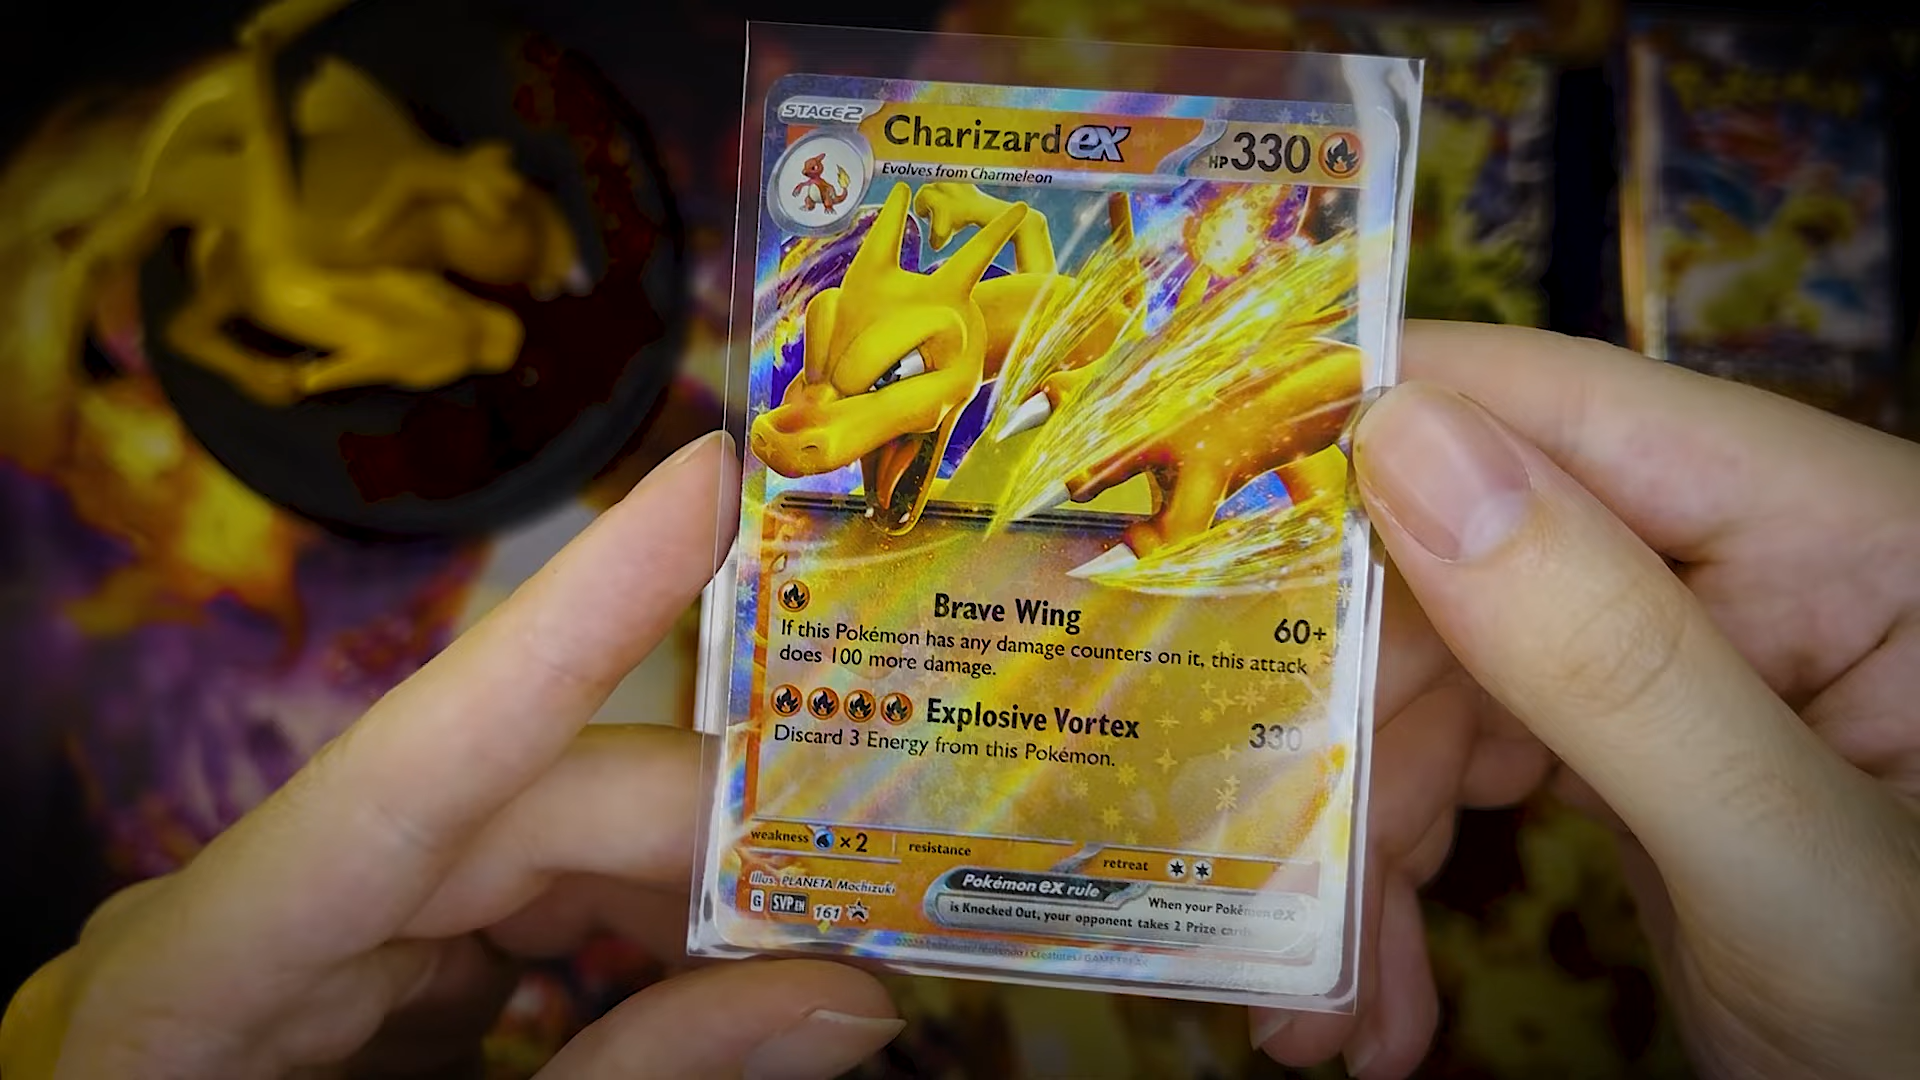 STAGE2
Charizard ex
HP 330
Evolves from Charmeleon
Brave Wing
60+
If this Pokémon has any damage counters on it, this attack
does 100 more damage.
Explosive Vortex
330
Discard 3 Energy from this Pokémon.
weakness ×2
resistance
retreat
Illus. PLANETA Mochizuki
Pokémon ex rule
When your Pokémon ex
is Knocked Out, your opponent takes 2 Prize cards.
G SVP EN 161